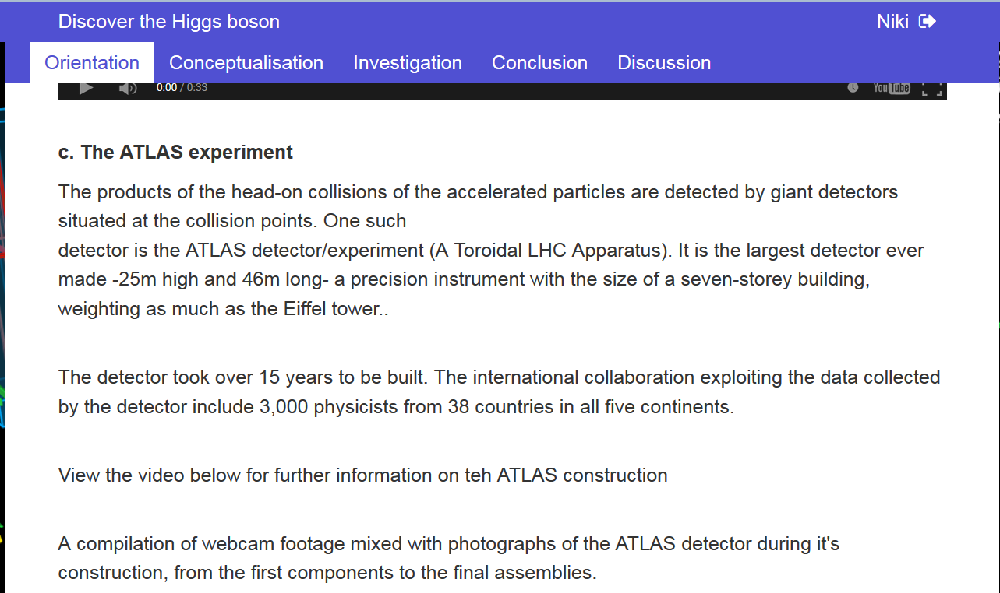 Discover the Higgs boson Niki
Orientation Conceptualisation Investigation Conclusion Discussion
0:00 / 0:33 YouTube
c. The ATLAS experiment
The products of the head-on collisions of the accelerated particles are detected by giant detectors
situated at the collision points. One such
detector is the ATLAS detector/experiment (A Toroidal LHC Apparatus). It is the largest detector ever
made -25m high and 46m long- a precision instrument with the size of a seven-storey building,
weighting as much as the Eiffel tower..
The detector took over 15 years to be built. The international collaboration exploiting the data collected
by the detector include 3,000 physicists from 38 countries in all five continents.
View the video below for further information on teh ATLAS construction
A compilation of webcam footage mixed with photographs of the ATLAS detector during it's
construction, from the first components to the final assemblies.